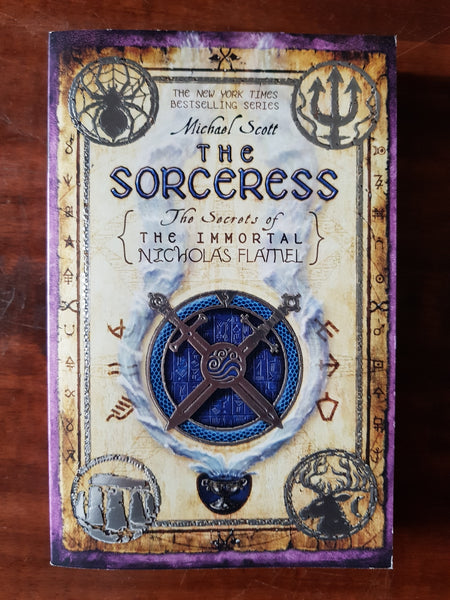 THE NEW YORK TIMES
BESTSELLING SERIES
Michael Scott
THE
SORCERESS
The Secrets of
THE IMMORTAL
NICHOLAS FLAMEL